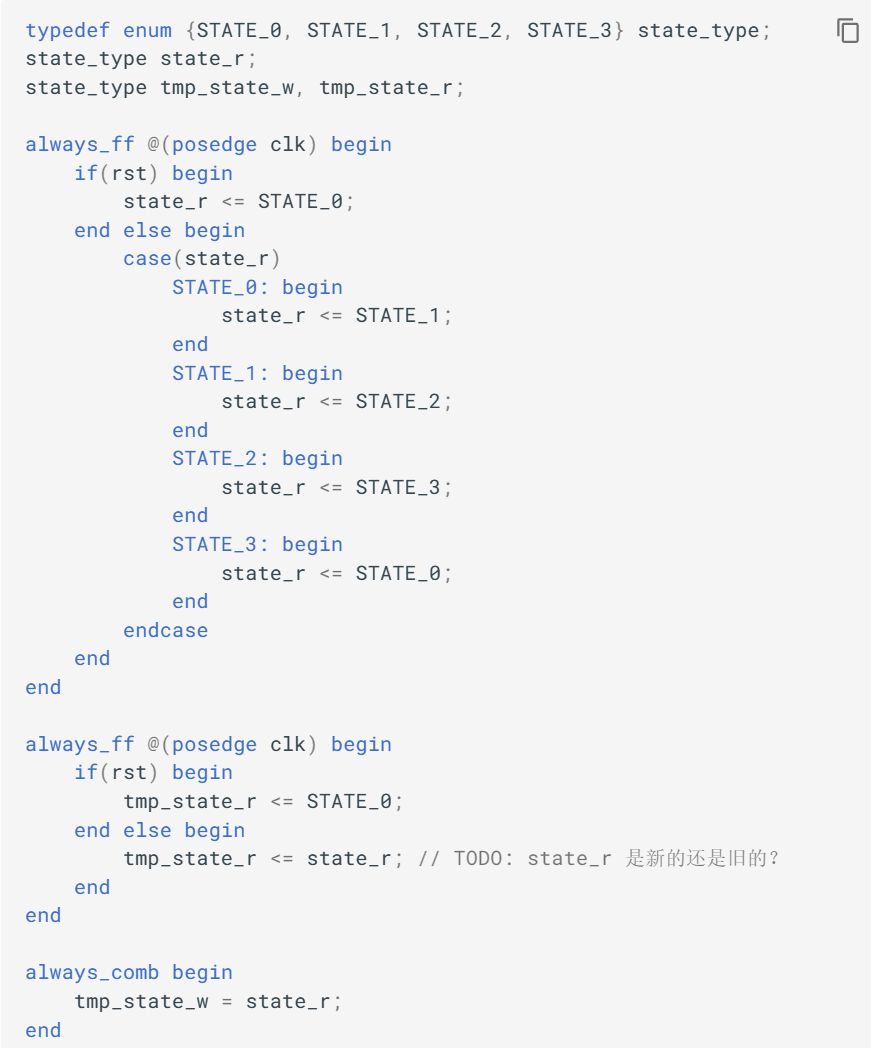 typedef enum {STATE_0, STATE_1, STATE_2, STATE_3} state_type;
state_type state_r;
state_type tmp_state_w, tmp_state_r;

always_ff @(posedge clk) begin
    if(rst) begin
        state_r <= STATE_0;
    end else begin
        case(state_r)
            STATE_0: begin
                state_r <= STATE_1;
            end
            STATE_1: begin
                state_r <= STATE_2;
            end
            STATE_2: begin
                state_r <= STATE_3;
            end
            STATE_3: begin
                state_r <= STATE_0;
            end
        endcase
    end
end

always_ff @(posedge clk) begin
    if(rst) begin
        tmp_state_r <= STATE_0;
    end else begin
        tmp_state_r <= state_r; // TODO: state_r 是新的还是旧的?
    end
end

always_comb begin
    tmp_state_w = state_r;
end